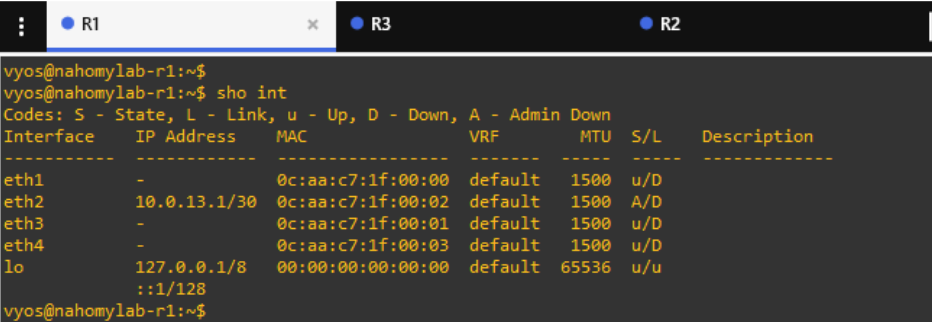 R1 × R3 R2
vyos@nahomylab-r1:~$
vyos@nahomylab-r1:~$ sho int
Codes: S - State, L - Link, u - Up, D - Down, A - Admin Down
Interface    IP Address    MAC                VRF      MTU  S/L    Description
-----------  ------------  -----------------  -------  -----  -----  -------------
eth1         -             0c:aa:c7:1f:00:00  default   1500  u/D
eth2         10.0.13.1/30  0c:aa:c7:1f:00:02  default   1500  A/D
eth3         -             0c:aa:c7:1f:00:01  default   1500  u/D
eth4         -             0c:aa:c7:1f:00:03  default   1500  u/D
lo           127.0.0.1/8   00:00:00:00:00:00  default  65536  u/u
             ::1/128
vyos@nahomylab-r1:~$